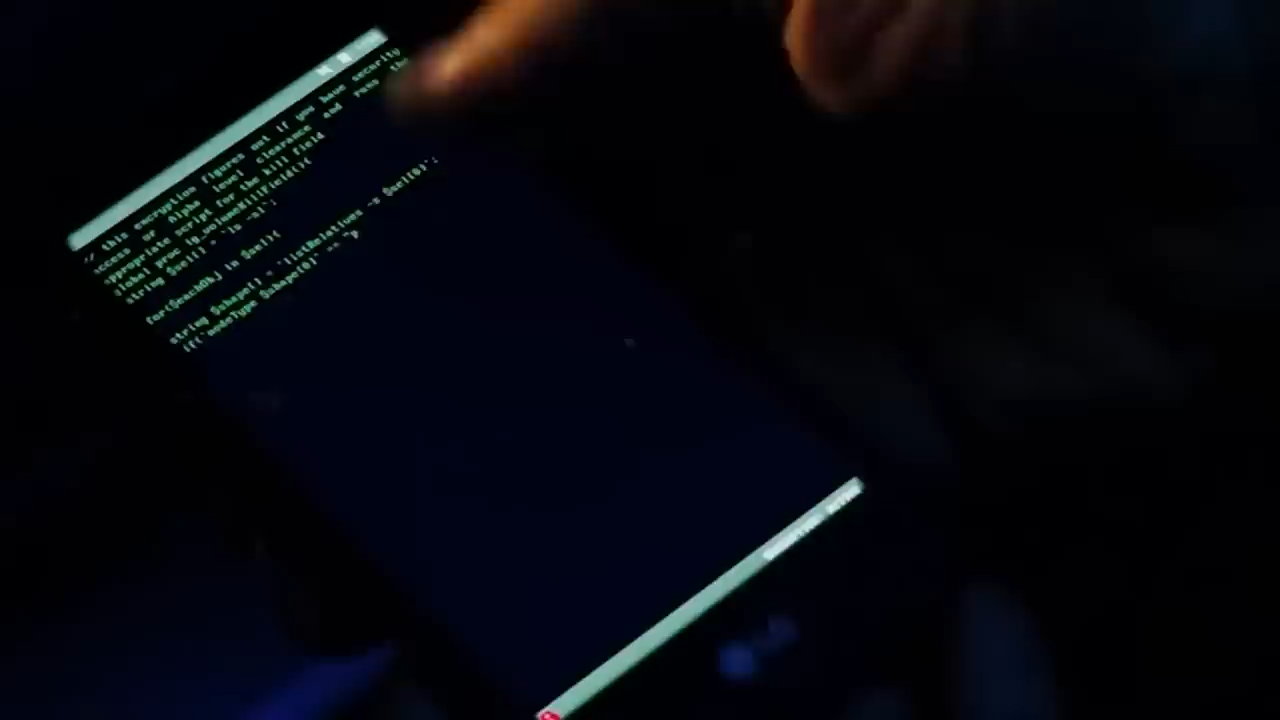 // this encryption figures out if you have security
access or Alpha level clearance and runs the
appropriate script for the kill field
global proc
string $sel[] = `ls -sl`;
for($eachObj in $sel){
string $shape[] = `listRelatives -s $sel[0]`;
if(`nodeType $shape[0]` ==